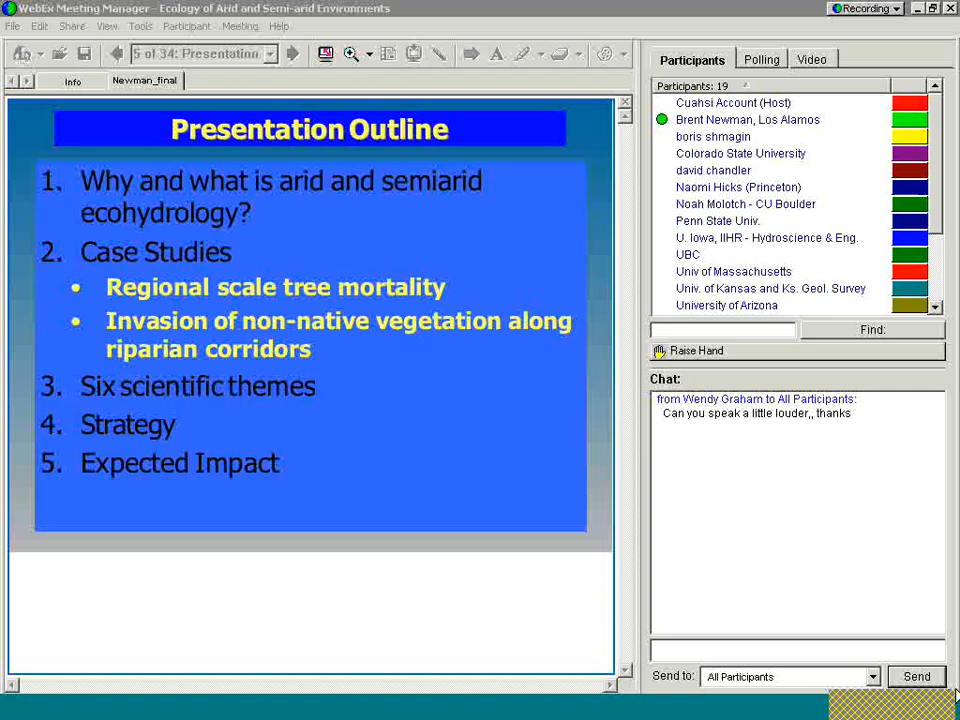 WebEx Meeting Manager - Ecology of Arid and Semi-arid Environments
Recording
File Edit Share View Tools Participant Meeting Help
5 of 34: Presentation
Info Newman_final
Presentation Outline
1. Why and what is arid and semiarid
ecohydrology?
2. Case Studies
• Regional scale tree mortality
• Invasion of non-native vegetation along
riparian corridors
3. Six scientific themes
4. Strategy
5. Expected Impact
Participants Polling Video
Participants: 19
Cuahsi Account (Host)
Brent Newman, Los Alamos
boris shmagin
Colorado State University
david chandler
Naomi Hicks (Princeton)
Noah Molotch - CU Boulder
Penn State Univ.
U. Iowa, IIHR - Hydroscience & Eng.
UBC
Univ of Massachusetts
Univ. of Kansas and Ks. Geol. Survey
University of Arizona
Find:
Raise Hand
Chat:
from Wendy Graham to All Participants:
Can you speak a little louder,, thanks
Send to: All Participants Send